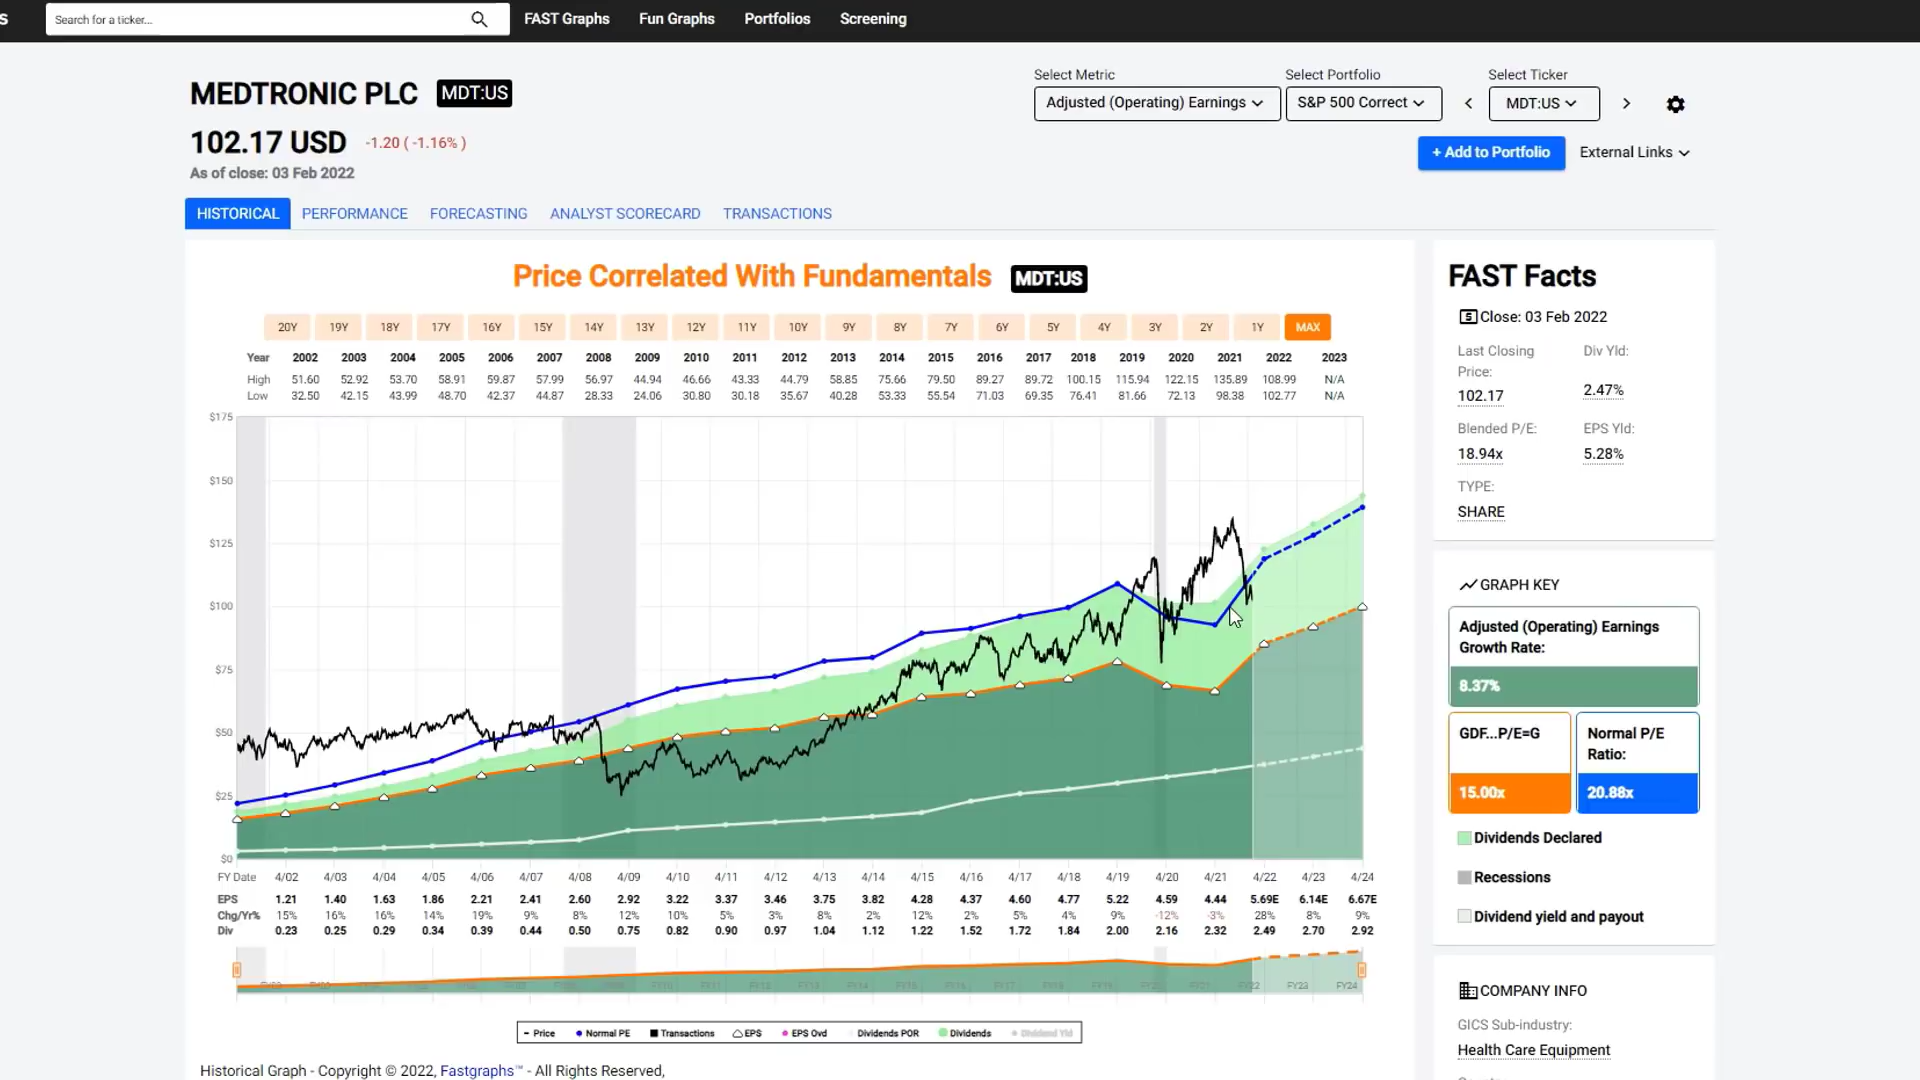 s
Search for a ticker...
FAST Graphs Fun Graphs Portfolios Screening
MEDTRONIC PLC MDT:US
102.17 USD -1.20 ( -1.16% )
As of close: 03 Feb 2022
Select Metric Select Portfolio Select Ticker
Adjusted (Operating) Earnings S&P 500 Correct < MDT:US >
+ Add to Portfolio External Links
HISTORICAL PERFORMANCE FORECASTING ANALYST SCORECARD TRANSACTIONS
Price Correlated With Fundamentals MDT:US
20Y 19Y 18Y 17Y 16Y 15Y 14Y 13Y 12Y 11Y 10Y 9Y 8Y 7Y 6Y 5Y 4Y 3Y 2Y 1Y MAX
Year 2002 2003 2004 2005 2006 2007 2008 2009 2010 2011 2012 2013 2014 2015 2016 2017 2018 2019 2020 2021 2022 2023
High 51.60 52.92 53.70 58.91 59.87 57.99 56.97 44.94 46.66 43.33 44.79 58.85 75.66 79.50 89.27 89.72 100.15 115.94 122.15 135.89 108.99 N/A
Low 32.50 42.15 43.99 48.70 42.37 44.87 28.33 24.06 30.80 30.18 35.67 40.28 53.33 55.54 71.03 69.35 76.41 81.66 72.13 98.38 102.77 N/A
$175
$150
$125
$100
$75
$50
$25
$0
FY Date 4/02 4/03 4/04 4/05 4/06 4/07 4/08 4/09 4/10 4/11 4/12 4/13 4/14 4/15 4/16 4/17 4/18 4/19 4/20 4/21 4/22 4/23 4/24
EPS 1.21 1.40 1.63 1.86 2.21 2.41 2.60 2.92 3.22 3.37 3.46 3.75 3.82 4.28 4.37 4.60 4.77 5.22 4.59 4.44 5.69E 6.14E 6.67E
Chg/Yr% 15% 16% 16% 14% 19% 9% 8% 12% 10% 5% 3% 8% 2% 12% 2% 5% 4% 9% -12% -3% 28% 8% 9%
Div 0.23 0.25 0.29 0.34 0.39 0.44 0.50 0.75 0.82 0.90 0.97 1.04 1.12 1.22 1.52 1.72 1.84 2.00 2.16 2.32 2.49 2.70 2.92
FY23 FY24
Price Normal PE Transactions EPS EPS Ovd Dividends POR Dividends Dividend Yld
Historical Graph - Copyright © 2022, Fastgraphs™ - All Rights Reserved,
FAST Facts
Close: 03 Feb 2022
Last Closing Price: Div Yld:
102.17 2.47%
Blended P/E: EPS Yld:
18.94x 5.28%
TYPE:
SHARE
GRAPH KEY
Adjusted (Operating) Earnings
Growth Rate:
8.37%
GDF...P/E=G Normal P/E Ratio:
15.00x 20.88x
Dividends Declared
Recessions
Dividend yield and payout
COMPANY INFO
GICS Sub-industry:
Health Care Equipment